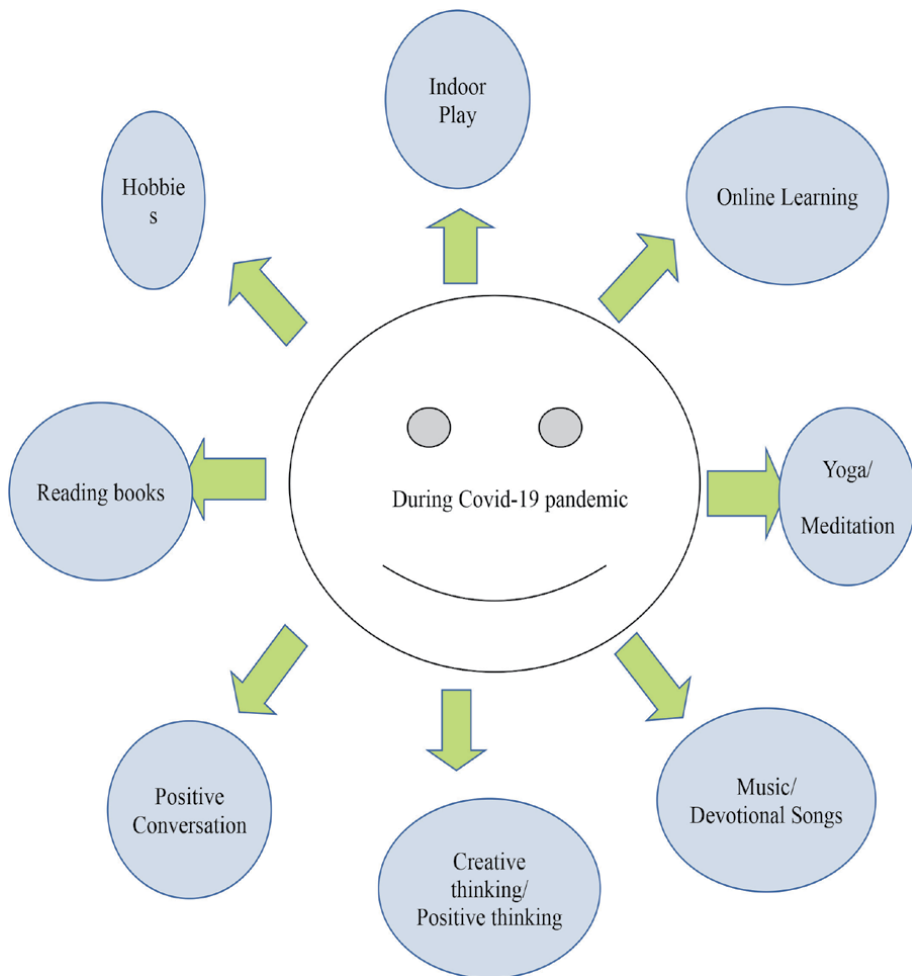 Indoor
Play
Hobbie
s
Online Learning
Reading books
During Covid-19 pandemic
Yoga/
Meditation
Positive
Conversation
Music/
Devotional Songs
Creative
thinking/
Positive thinking